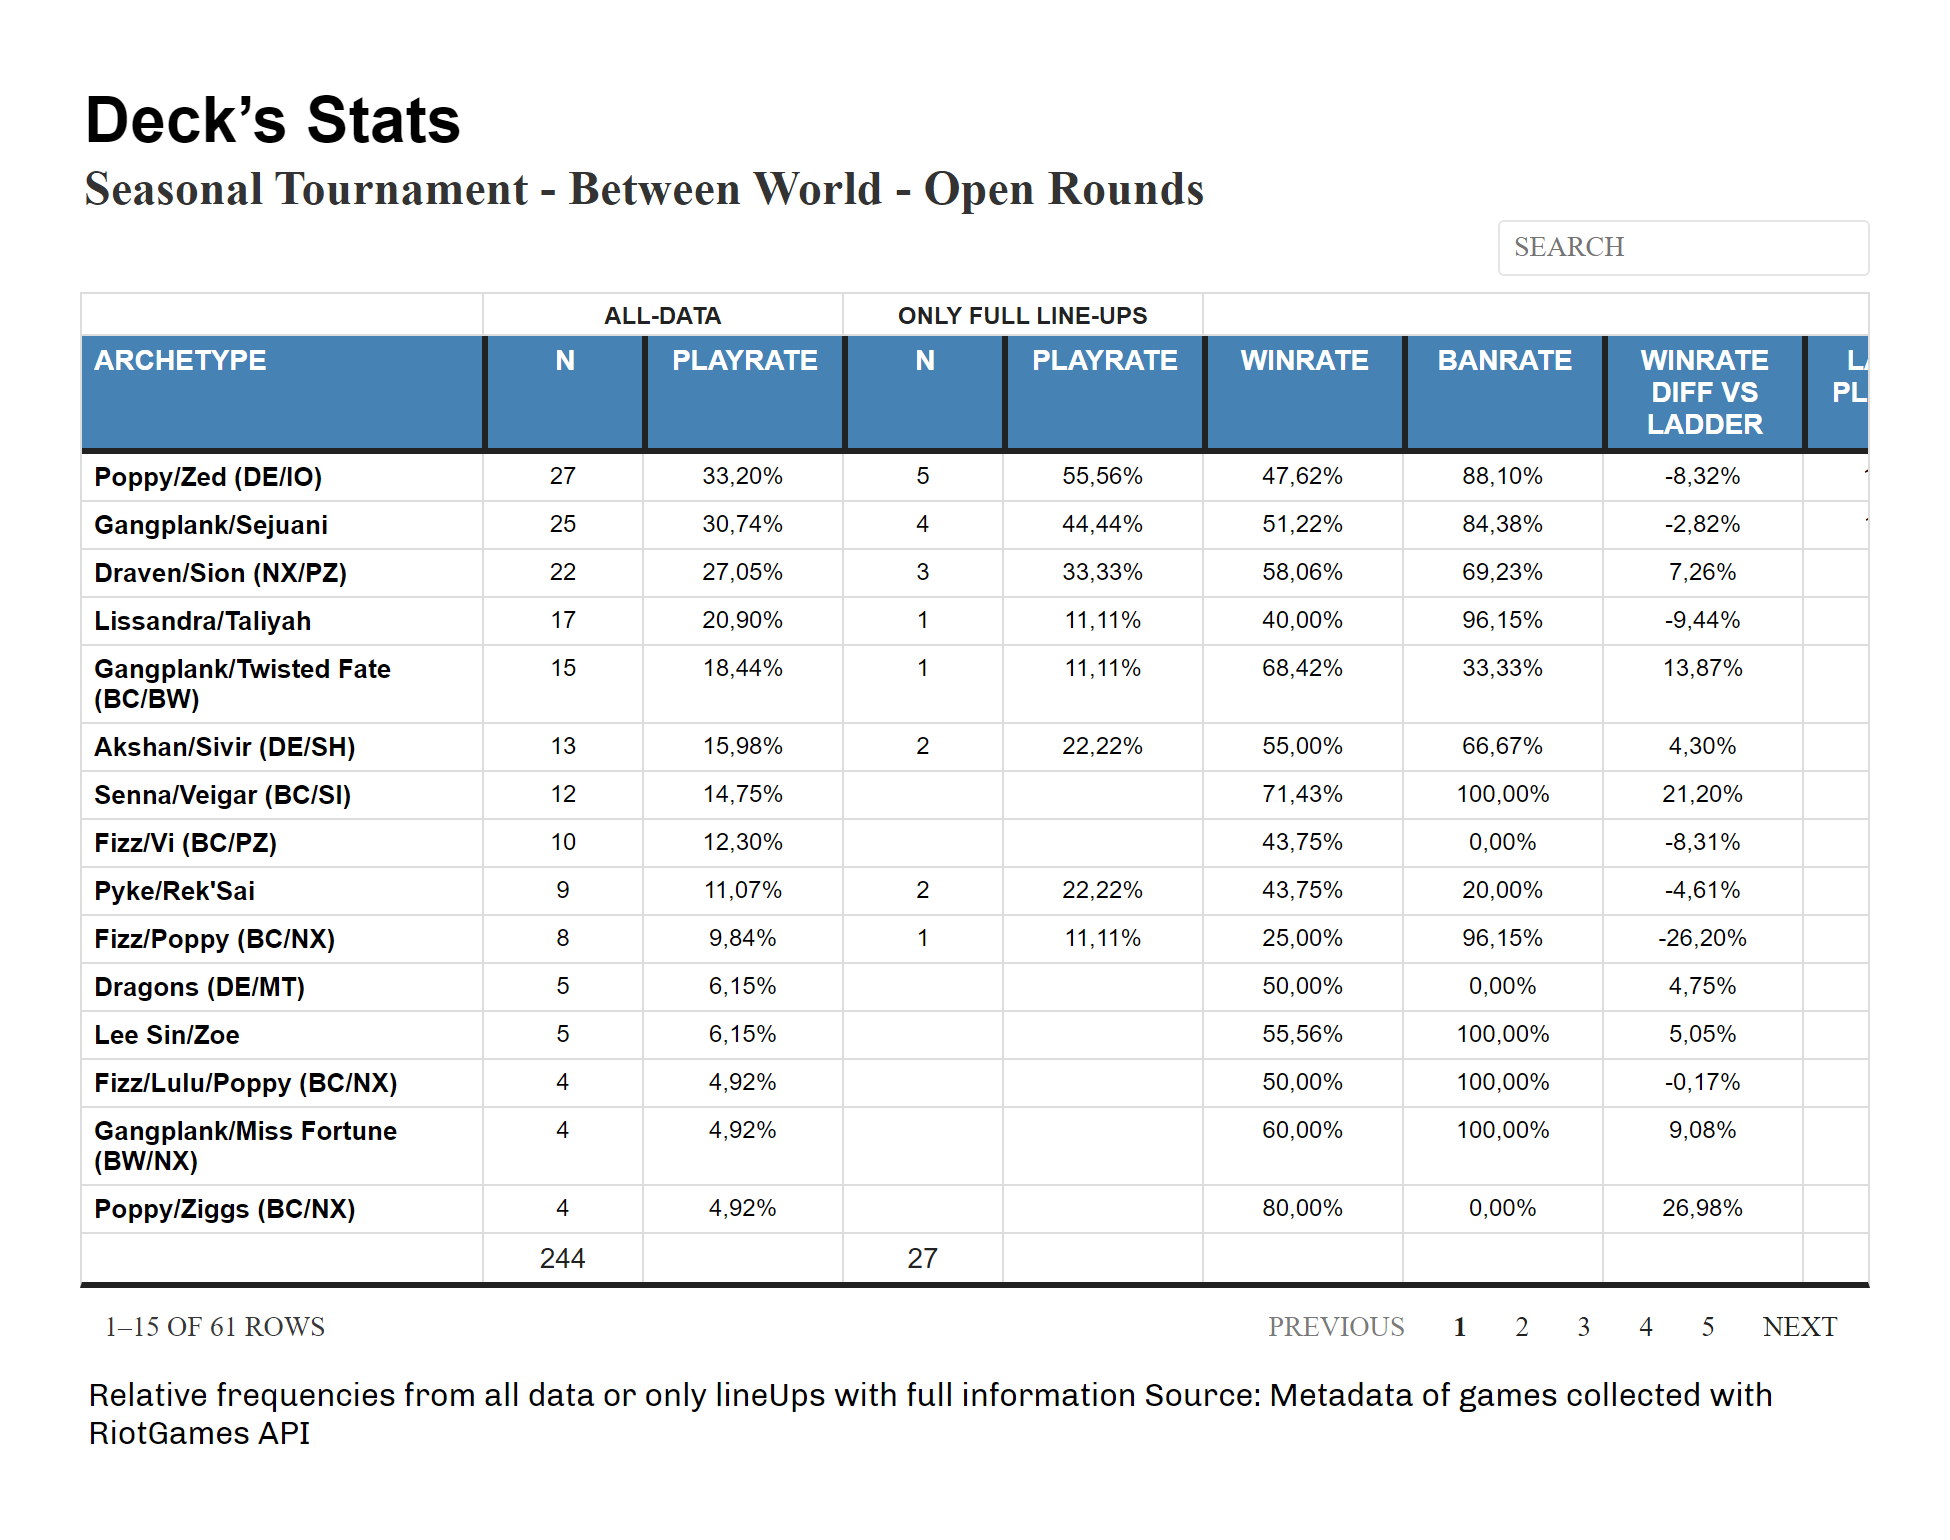 Deck’s Stats
Seasonal Tournament - Between World - Open Rounds
SEARCH
ALL-DATA ONLY FULL LINE-UPS
ARCHETYPE N PLAYRATE N PLAYRATE WINRATE BANRATE WINRATE DIFF VS LADDER
Poppy/Zed (DE/IO) 27 33,20% 5 55,56% 47,62% 88,10% -8,32%
Gangplank/Sejuani 25 30,74% 4 44,44% 51,22% 84,38% -2,82%
Draven/Sion (NX/PZ) 22 27,05% 3 33,33% 58,06% 69,23% 7,26%
Lissandra/Taliyah 17 20,90% 1 11,11% 40,00% 96,15% -9,44%
Gangplank/Twisted Fate (BC/BW) 15 18,44% 1 11,11% 68,42% 33,33% 13,87%
Akshan/Sivir (DE/SH) 13 15,98% 2 22,22% 55,00% 66,67% 4,30%
Senna/Veigar (BC/SI) 12 14,75% 71,43% 100,00% 21,20%
Fizz/Vi (BC/PZ) 10 12,30% 43,75% 0,00% -8,31%
Pyke/Rek'Sai 9 11,07% 2 22,22% 43,75% 20,00% -4,61%
Fizz/Poppy (BC/NX) 8 9,84% 1 11,11% 25,00% 96,15% -26,20%
Dragons (DE/MT) 5 6,15% 50,00% 0,00% 4,75%
Lee Sin/Zoe 5 6,15% 55,56% 100,00% 5,05%
Fizz/Lulu/Poppy (BC/NX) 4 4,92% 50,00% 100,00% -0,17%
Gangplank/Miss Fortune (BW/NX) 4 4,92% 60,00% 100,00% 9,08%
Poppy/Ziggs (BC/NX) 4 4,92% 80,00% 0,00% 26,98%
244 27
1–15 OF 61 ROWS PREVIOUS 1 2 3 4 5 NEXT
Relative frequencies from all data or only lineUps with full information Source: Metadata of games collected with
RiotGames API